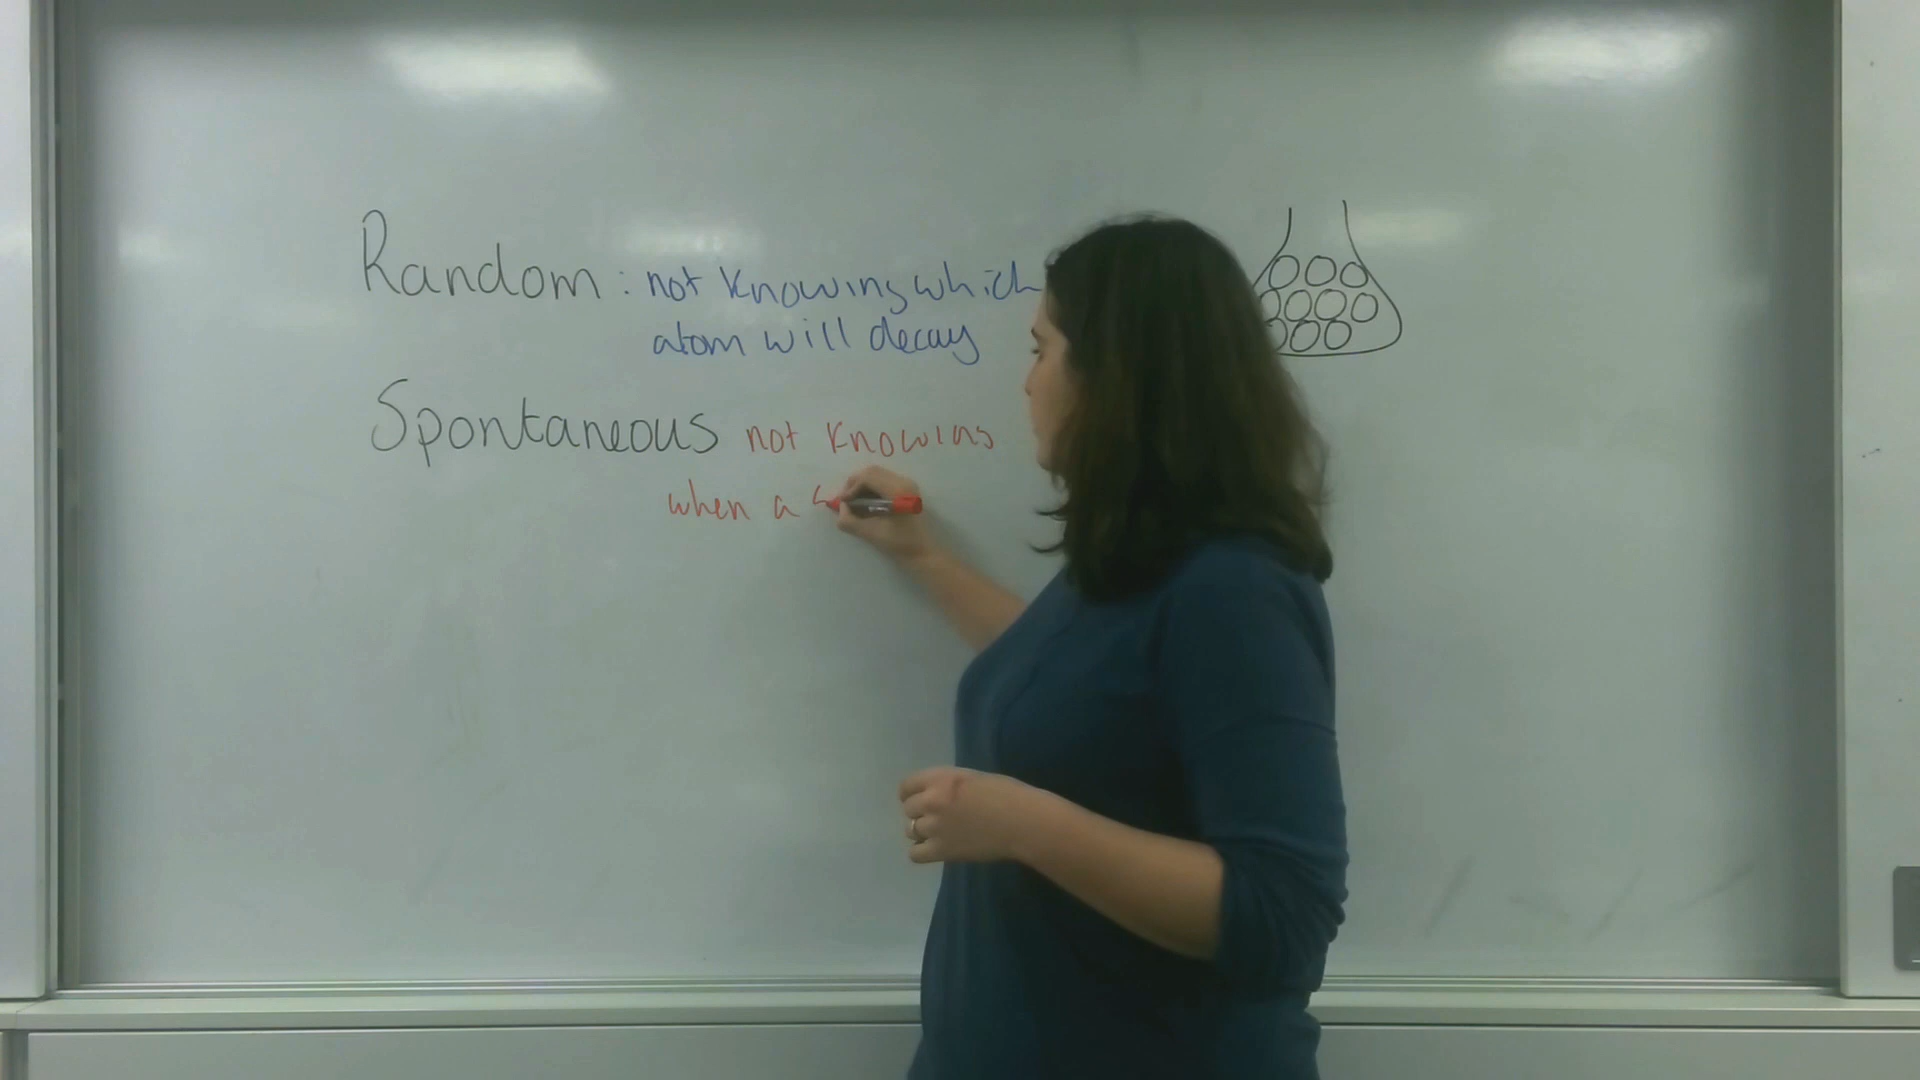 Random : not knowing which
atom will decay
Spontaneous not knowing
when a